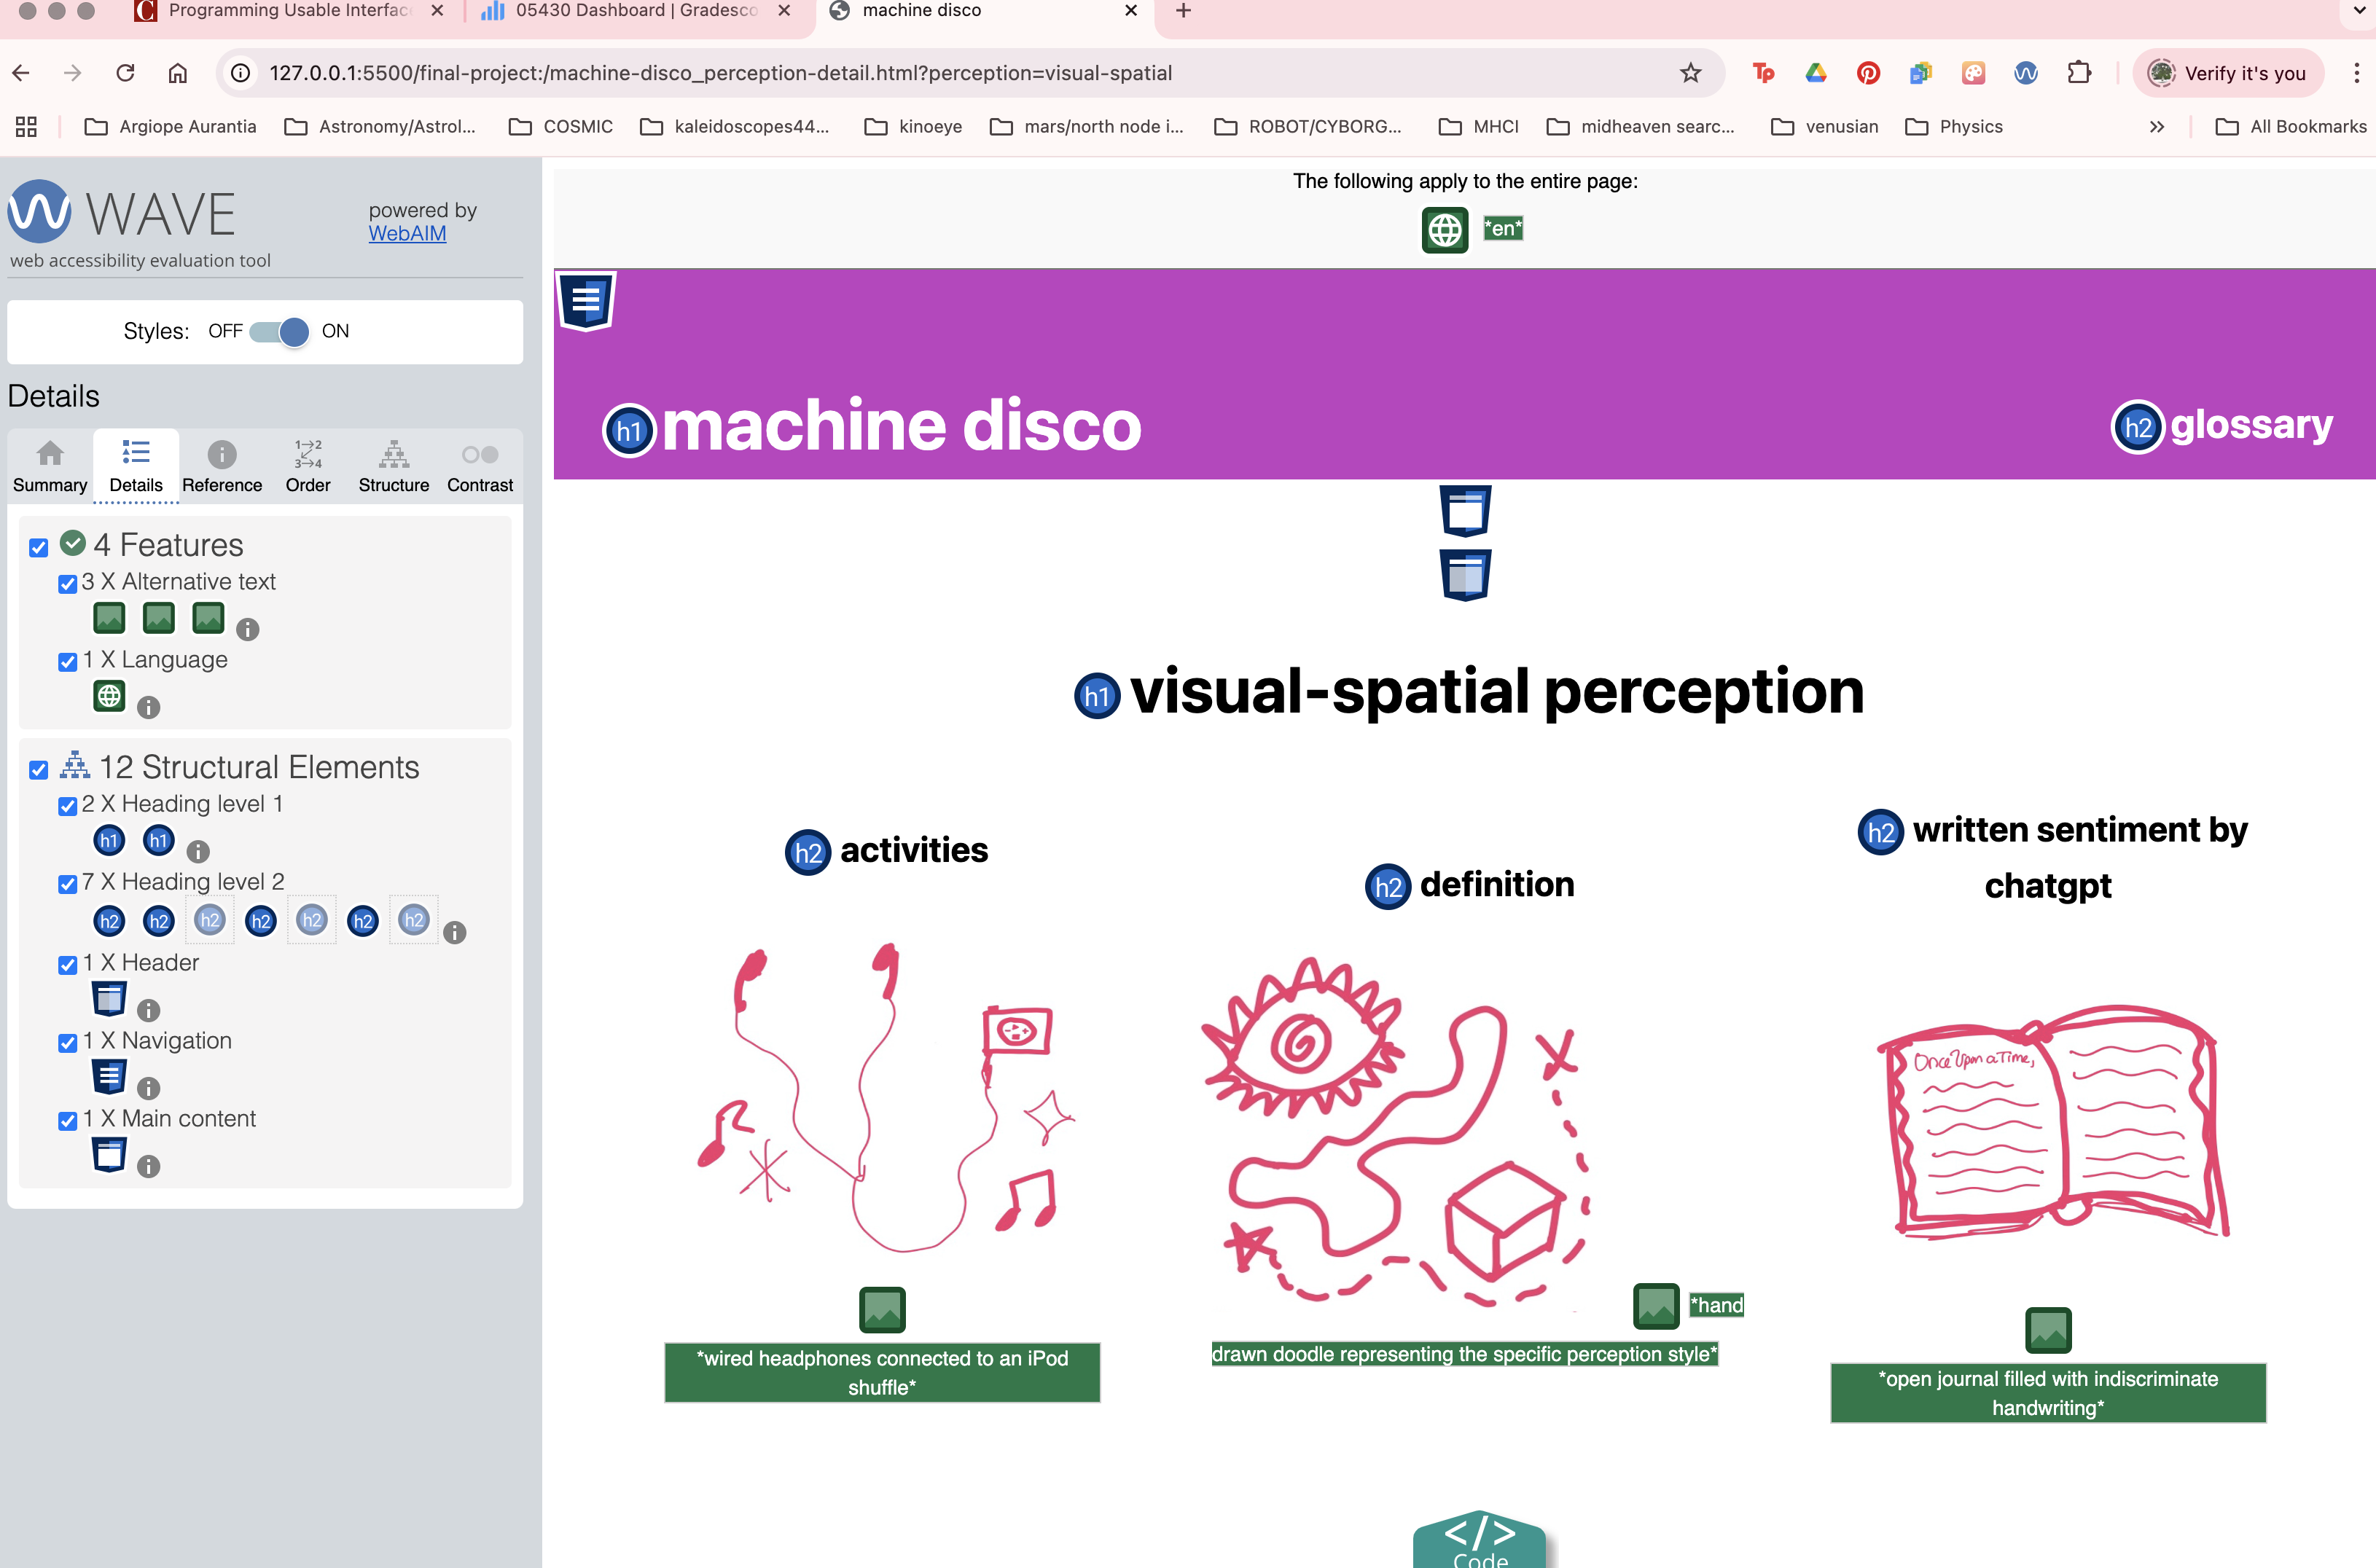 Programming Usable Interfac
05430 Dashboard | Gradesco
machine disco
127.0.0.1:5500/final-project:/machine-disco_perception-detail.html?perception=visual-spatial
Tp
Verify it's you
Argiope Aurantia
Astronomy/Astrol...
COSMIC
kaleidoscopes44...
kinoeye
mars/north node i...
ROBOT/CYBORG...
MHCI
midheaven searc...
venusian
Physics
All Bookmarks
WAVE
powered by
WebAIM
web accessibility evaluation tool
Styles: OFF ON
Details
Summary
Details
Reference
Order
Structure
Contrast
4 Features
3 X Alternative text
1 X Language
12 Structural Elements
2 X Heading level 1
h1 h1
7 X Heading level 2
h2 h2 h2 h2 h2 h2 h2
1 X Header
1 X Navigation
1 X Main content
The following apply to the entire page:
*en*
h1 machine disco
h2 glossary
h1 visual-spatial perception
h2 activities
*wired headphones connected to an iPod
shuffle*
h2 definition
*hand
drawn doodle representing the specific perception style*
h2 written sentiment by
chatgpt
Once Upon a Time,
*open journal filled with indiscriminate
handwriting*
</>
Code